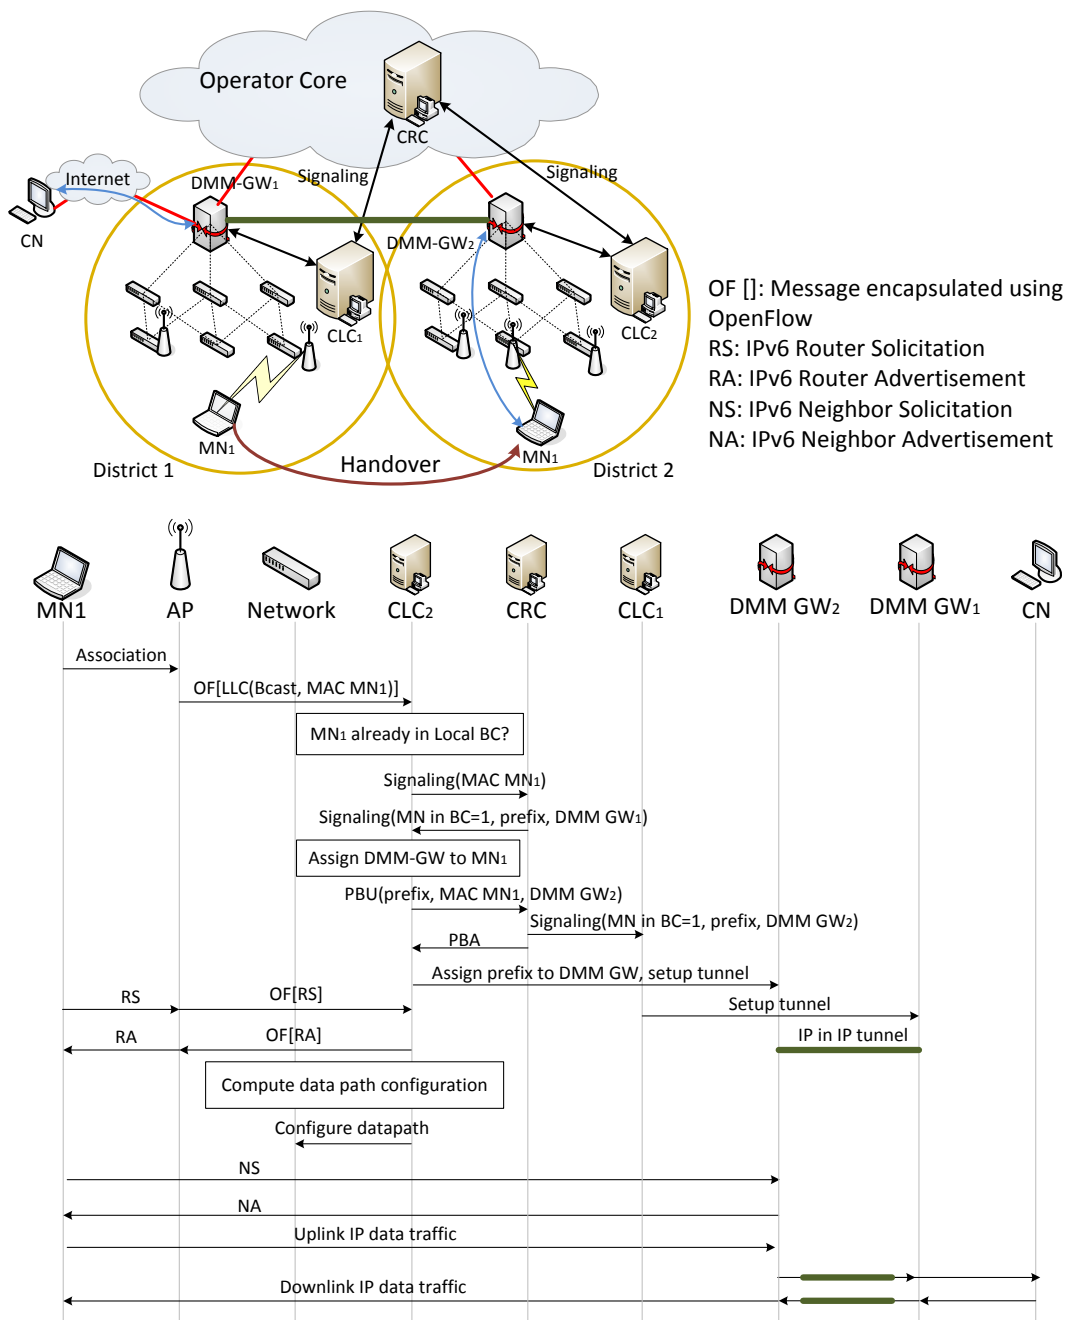 Operator Core
CRC
Internet
DMM-GW1
Signaling
Signaling
CN
DMM-GW2
CLC1
CLC2
MN1
MN1
District 1
Handover
District 2
OF []: Message encapsulated using
OpenFlow
RS: IPv6 Router Solicitation
RA: IPv6 Router Advertisement
NS: IPv6 Neighbor Solicitation
NA: IPv6 Neighbor Advertisement
MN1 AP Network CLC2 CRC CLC1 DMM GW2 DMM GW1 CN
Association
OF[LLC(Bcast, MAC MN1)]
MN1 already in Local BC?
Signaling(MAC MN1)
Signaling(MN in BC=1, prefix, DMM GW1)
Assign DMM-GW to MN1
PBU(prefix, MAC MN1, DMM GW2)
Signaling(MN in BC=1, prefix, DMM GW2)
PBA
Assign prefix to DMM GW, setup tunnel
RS OF[RS]
Setup tunnel
RA OF[RA] IP in IP tunnel
Compute data path configuration
Configure datapath
NS
NA
Uplink IP data traffic
Downlink IP data traffic